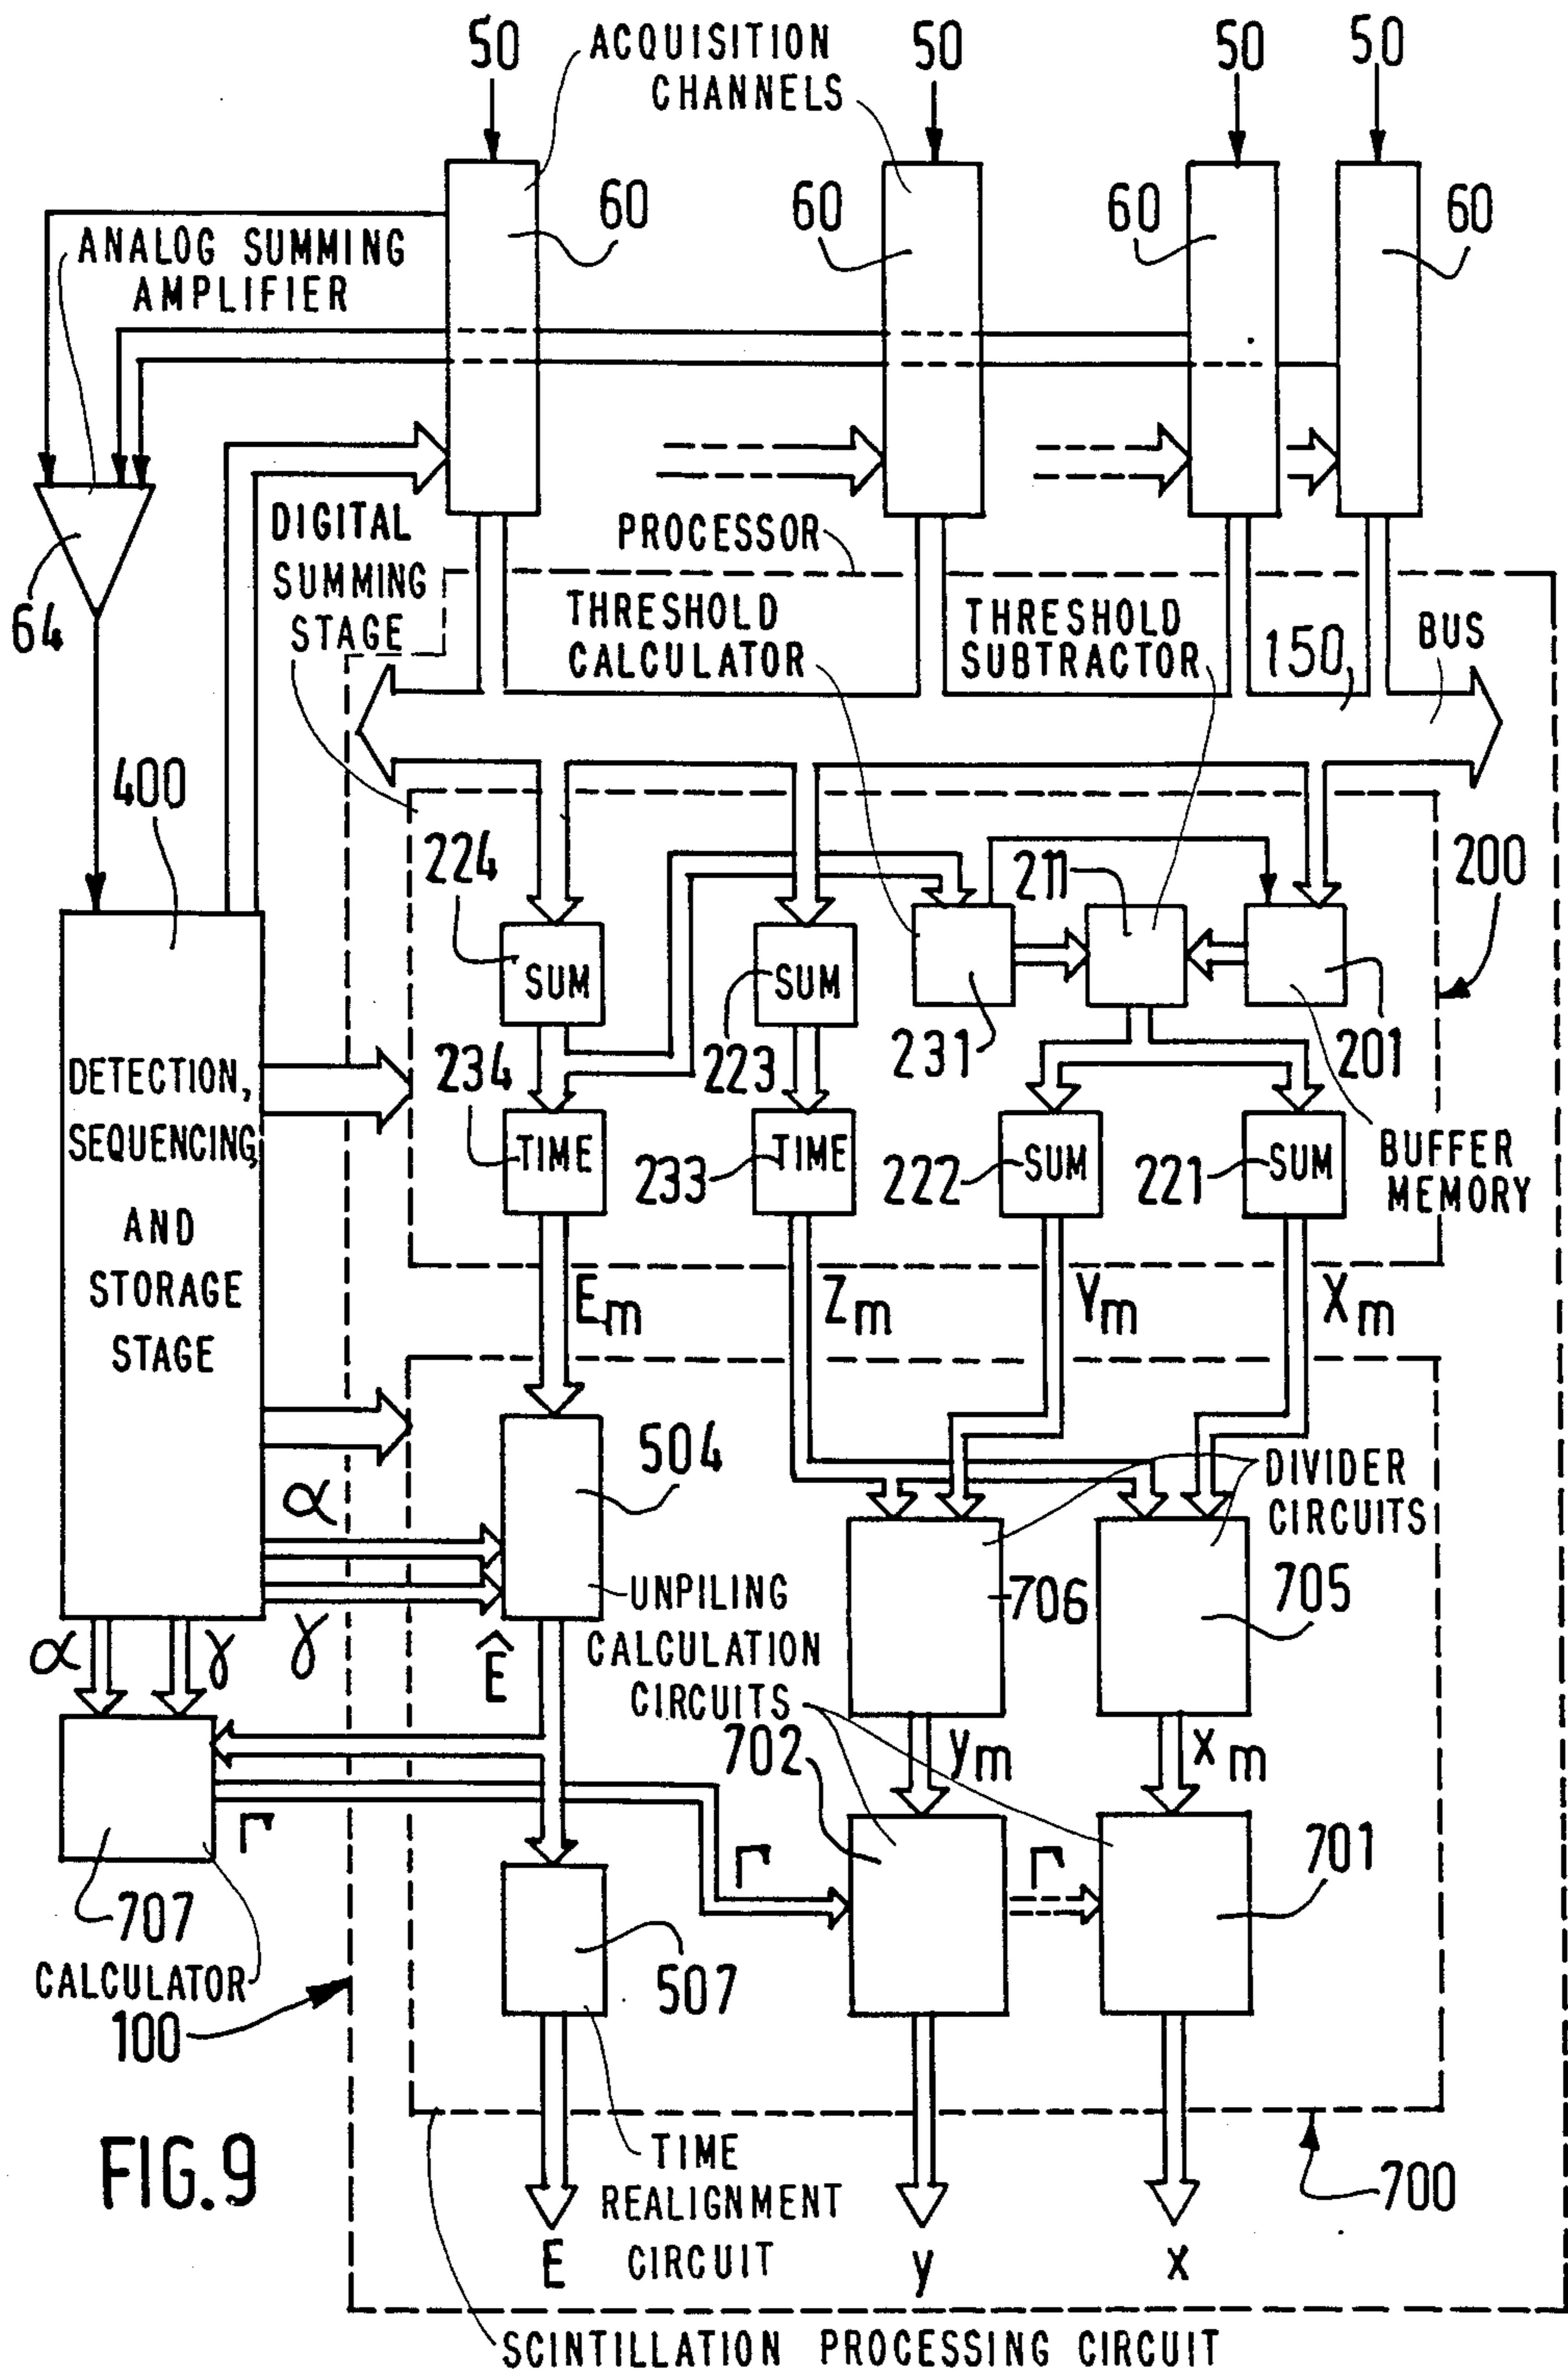 50
ACQUISITION
CHANNELS
50
50
50
60
60
60
60
ANALOG SUMMING
AMPLIFIER
64
DIGITAL
SUMMING
STAGE
PROCESSOR
THRESHOLD
CALCULATOR
THRESHOLD
SUBTRACTOR
150
BUS
400
224
SUM
223
SUM
231
211
201
200
DETECTION,
SEQUENCING,
AND
STORAGE
STAGE
234
TIME
233
TIME
222
SUM
221
SUM
BUFFER
MEMORY
Em
Zm
Ym
Xm
504
DIVIDER
CIRCUITS
α
γ
α
γ
UNPILING
CALCULATION
CIRCUITS
Ê
706
705
702
ym
xm
Γ
Γ
Γ
701
707
CALCULATOR
100
507
FIG.9
TIME
REALIGNMENT
CIRCUIT
700
E
y
x
SCINTILLATION PROCESSING CIRCUIT